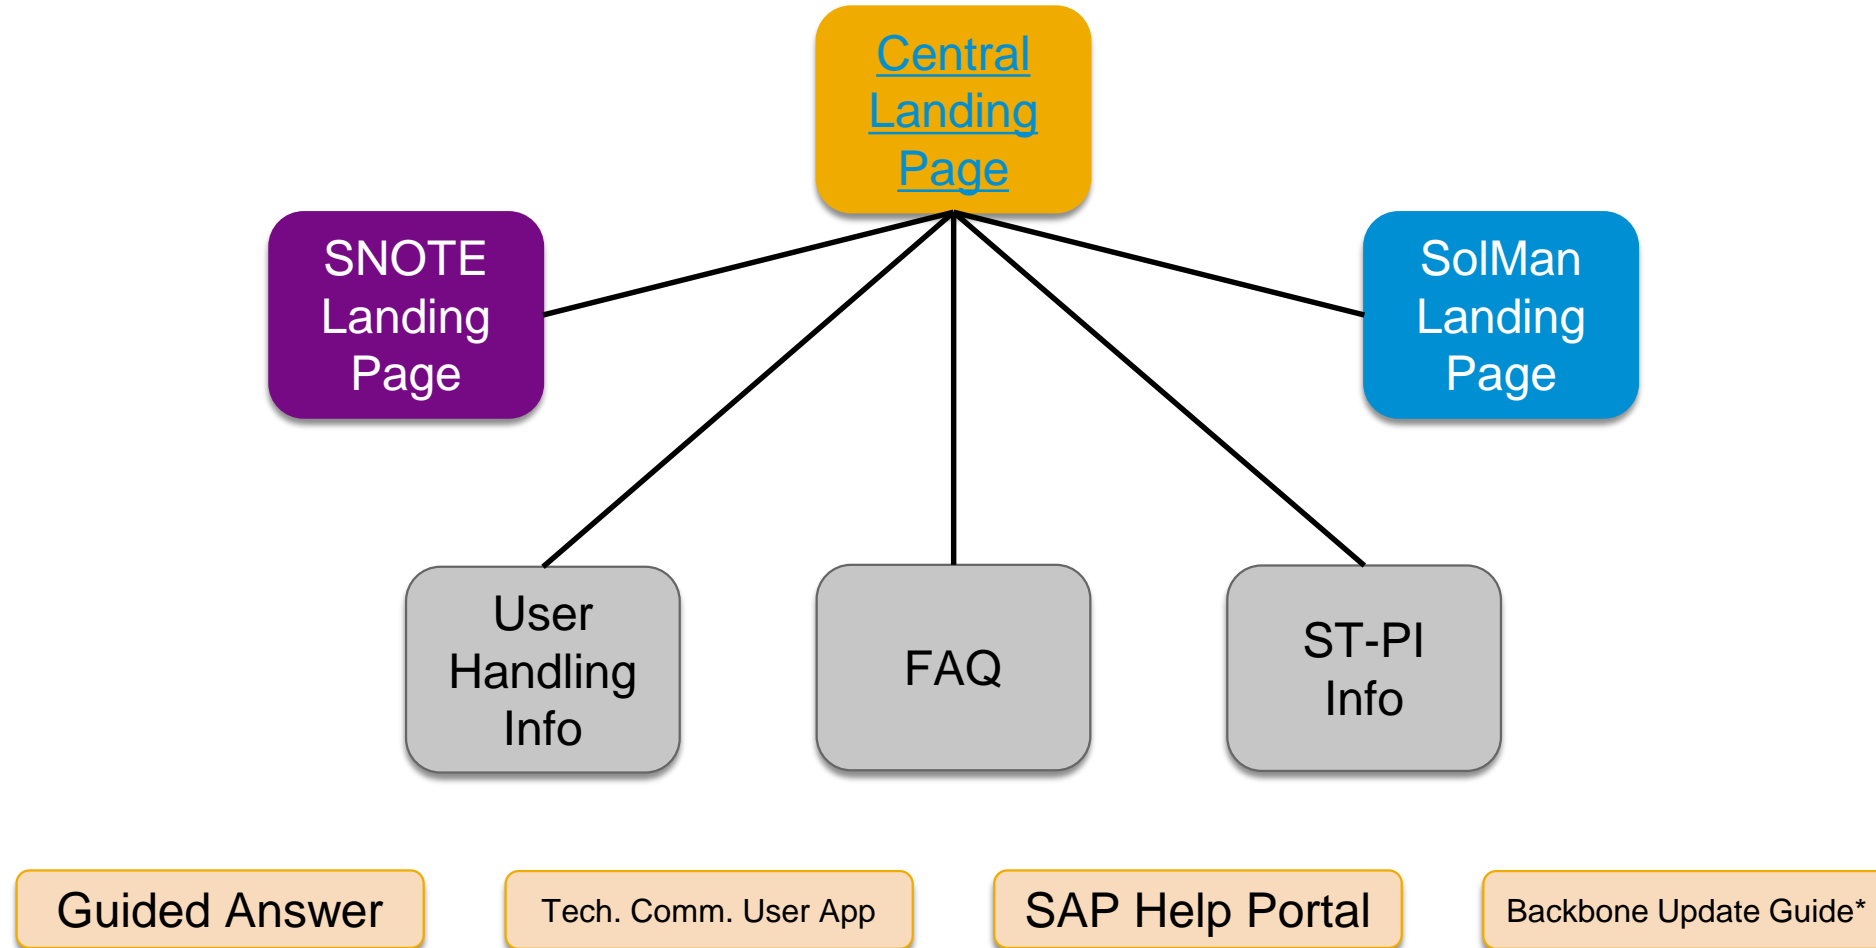 Central
Landing
Page
SNOTE
Landing
Page
SolMan
Landing
Page
User
Handling
Info
FAQ
ST-PI
Info
Guided Answer
Tech. Comm. User App
SAP Help Portal
Backbone Update Guide*